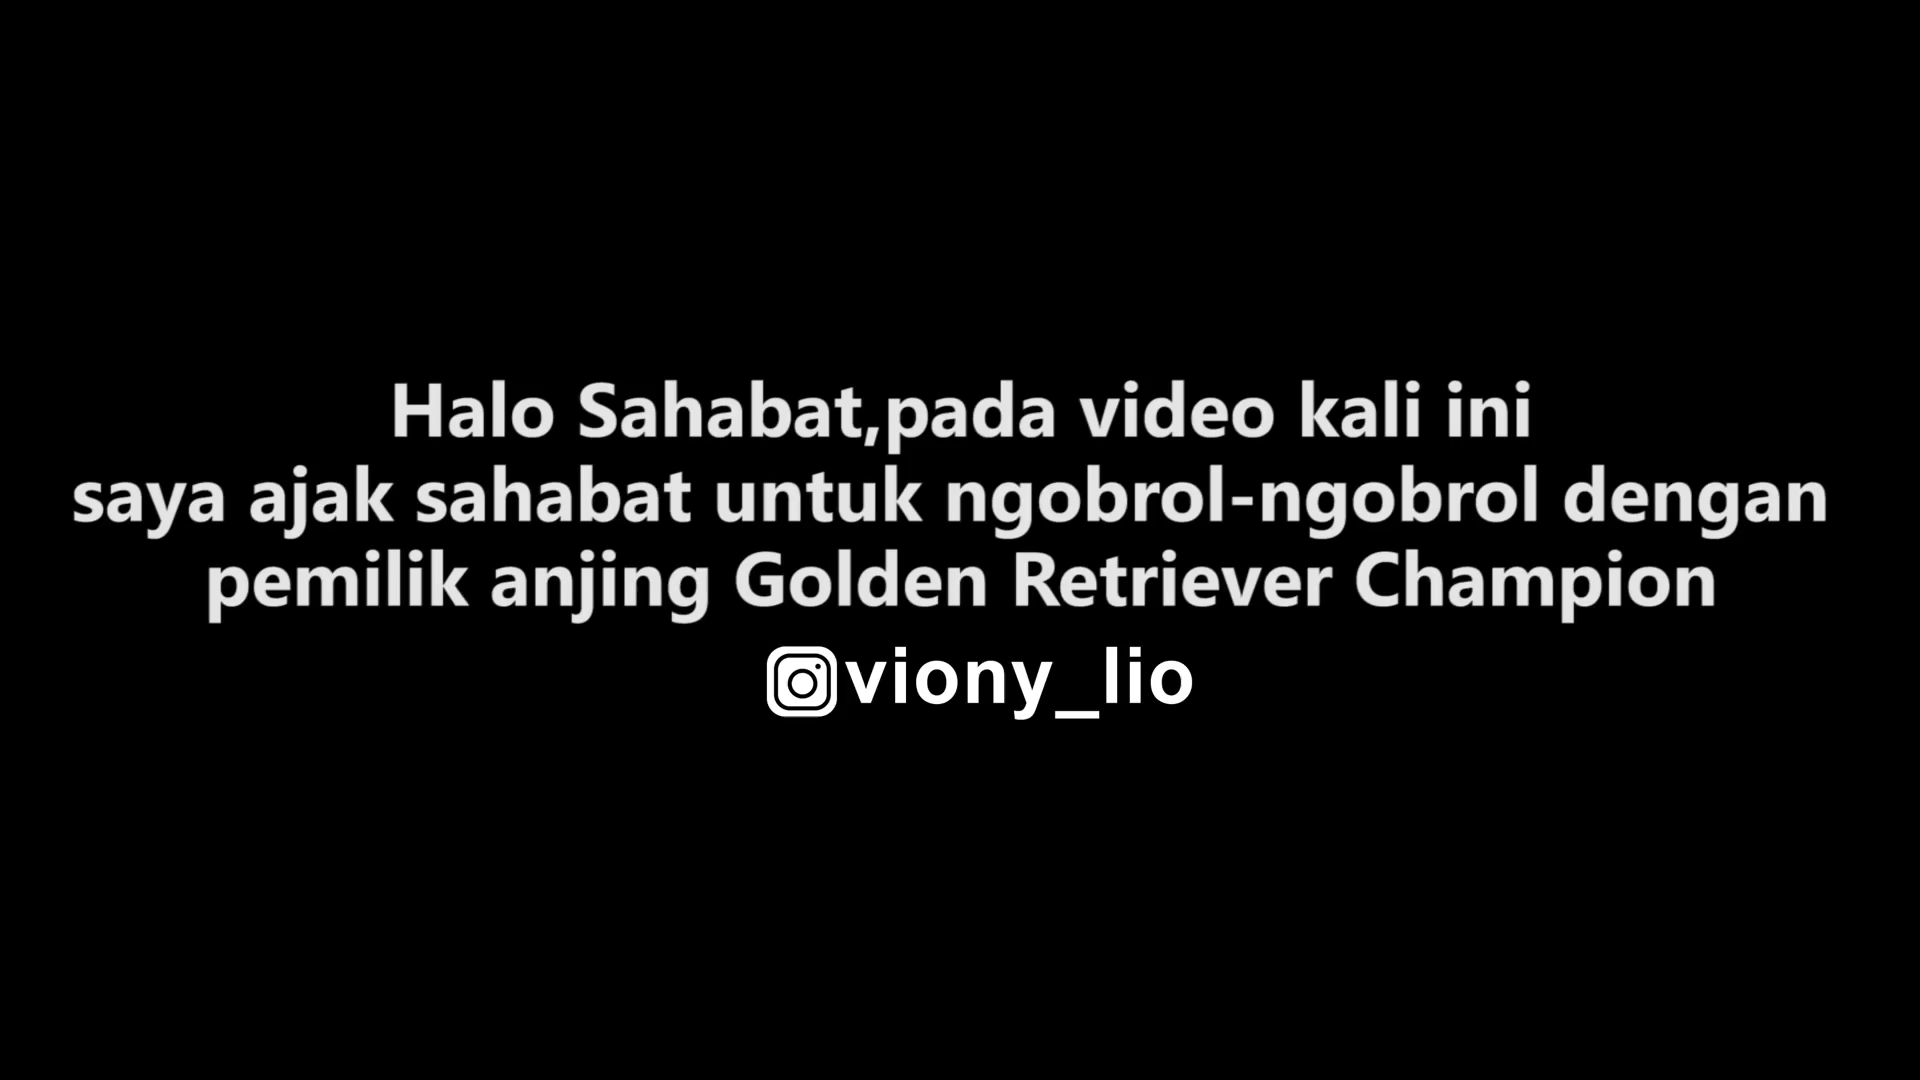 Halo Sahabat,pada video kali ini
saya ajak sahabat untuk ngobrol-ngobrol dengan
pemilik anjing Golden Retriever Champion
viony_lio